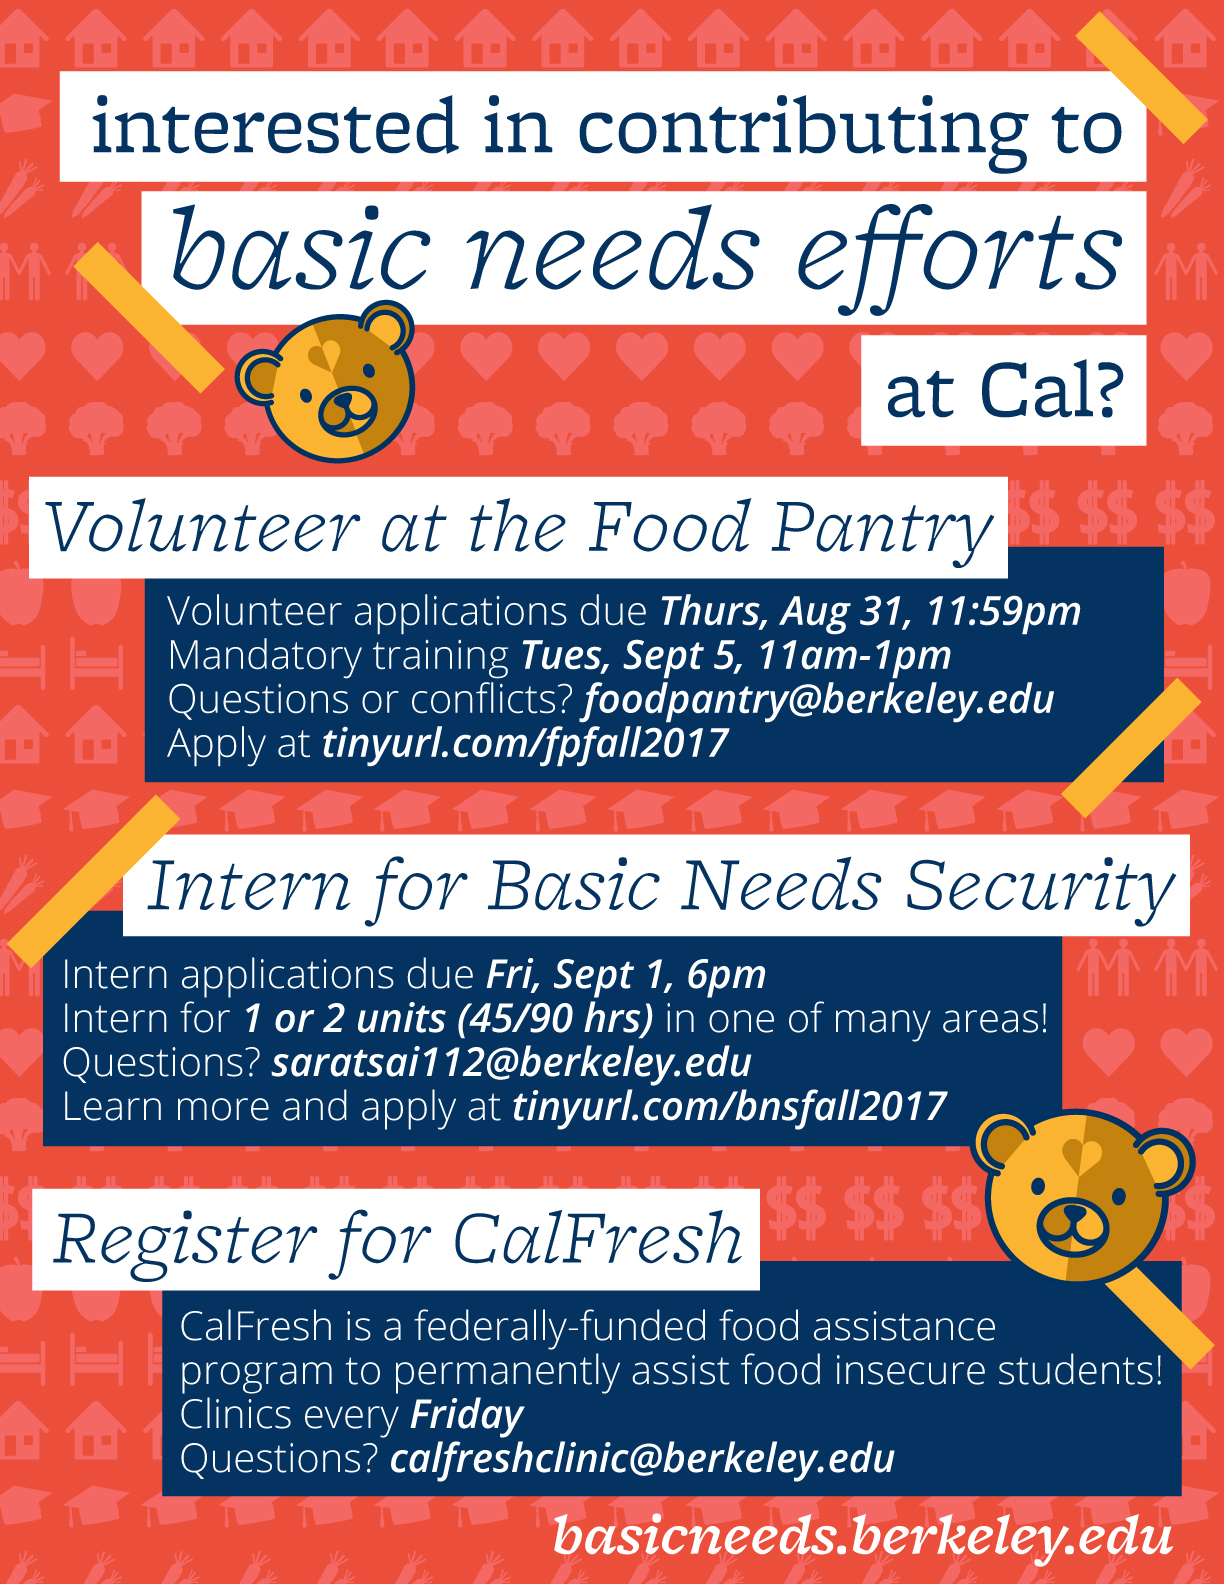 interested in contributing to
basic needs efforts
at Cal?
Volunteer at the Food Pantry
Volunteer applications due Thurs, Aug 31, 11:59pm
Mandatory training Tues, Sept 5, 11am-1pm
Questions or conflicts? foodpantry@berkeley.edu
Apply at tinyurl.com/fpfall2017
Intern for Basic Needs Security
Intern applications due Fri, Sept 1, 6pm
Intern for 1 or 2 units (45/90 hrs) in one of many areas!
Questions? saratsai112@berkeley.edu
Learn more and apply at tinyurl.com/bnsfall2017
Register for CalFresh
CalFresh is a federally-funded food assistance
program to permanently assist food insecure students!
Clinics every Friday
Questions? calfreshclinic@berkeley.edu
basicneeds.berkeley.edu